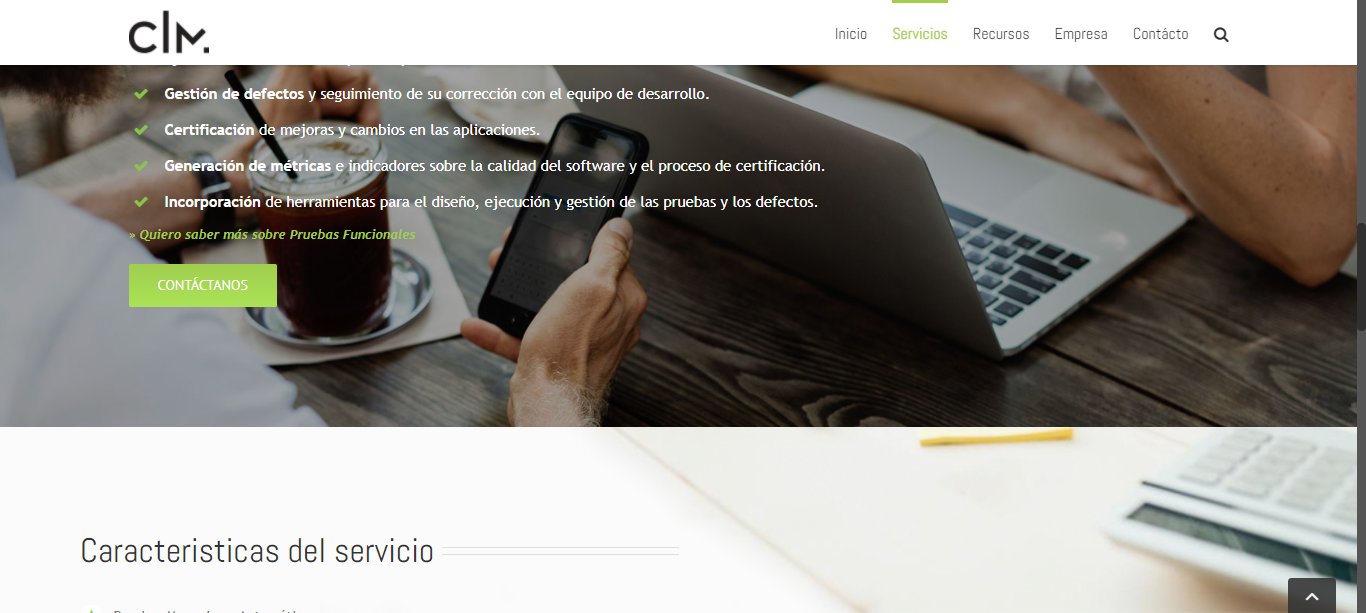 clm.
Inicio Servicios Recursos Empresa Contácto
Gestión de defectos y seguimiento de su corrección con el equipo de desarrollo.
Certificación de mejoras y cambios en las aplicaciones.
Generación de métricas e indicadores sobre la calidad del software y el proceso de certificación.
Incorporación de herramientas para el diseño, ejecución y gestión de las pruebas y los defectos.
» Quiero saber más sobre Pruebas Funcionales
CONTÁCTANOS
Caracteristicas del servicio